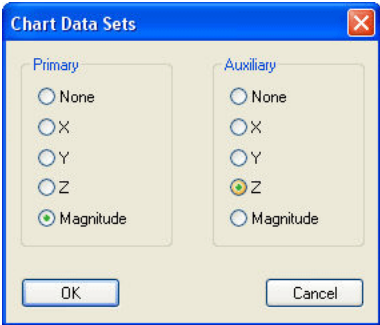 Chart Data Sets
Primary
None
X
Y
Z
Magnitude
Auxiliary
None
X
Y
Z
Magnitude
OK
Cancel